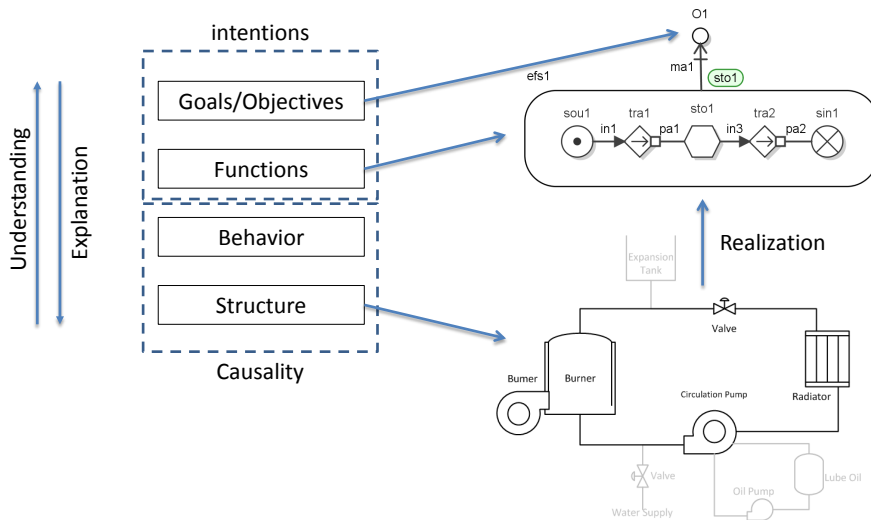 intentions
Goals/Objectives
Functions
Behavior
Structure
Causality
Understanding
Explanation
O1
ma1
sto1
efs1
sou1
tra1
sto1
tra2
sin1
in1
pa1
in3
pa2
Realization
Expansion
Tank
Valve
Bumer
Burner
Circulation Pump
Radiator
Valve
Water Supply
Oil Pump
Lube Oil